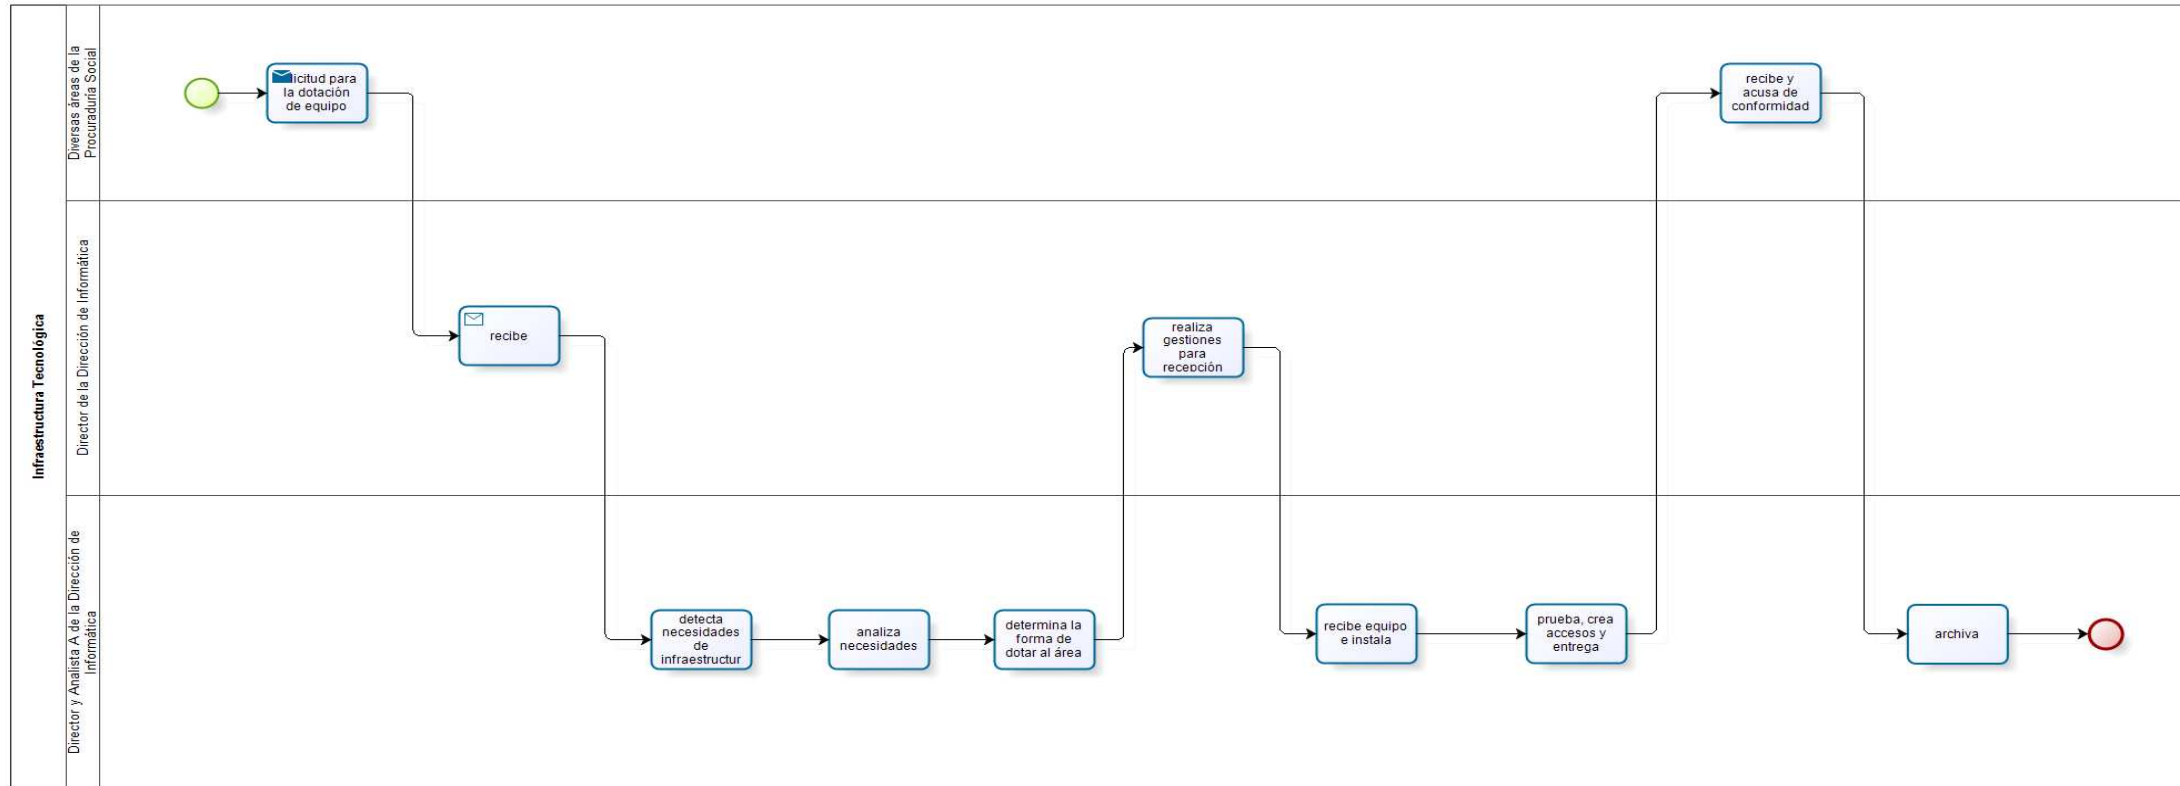 Infraestructura Tecnológica
Diversas áreas de la
Procuraduría Social
icitud para
la dotación
de equipo
recibe y
acusa de
conformidad
Director de la Dirección de Informática
recibe
realiza
gestiones
para
recepción
Director y Analista A de la Dirección de
Informática
detecta
necesidades
de
infraestructur
analiza
necesidades
determina la
forma de
dotar al área
recibe equipo
e instala
prueba, crea
accesos y
entrega
archiva